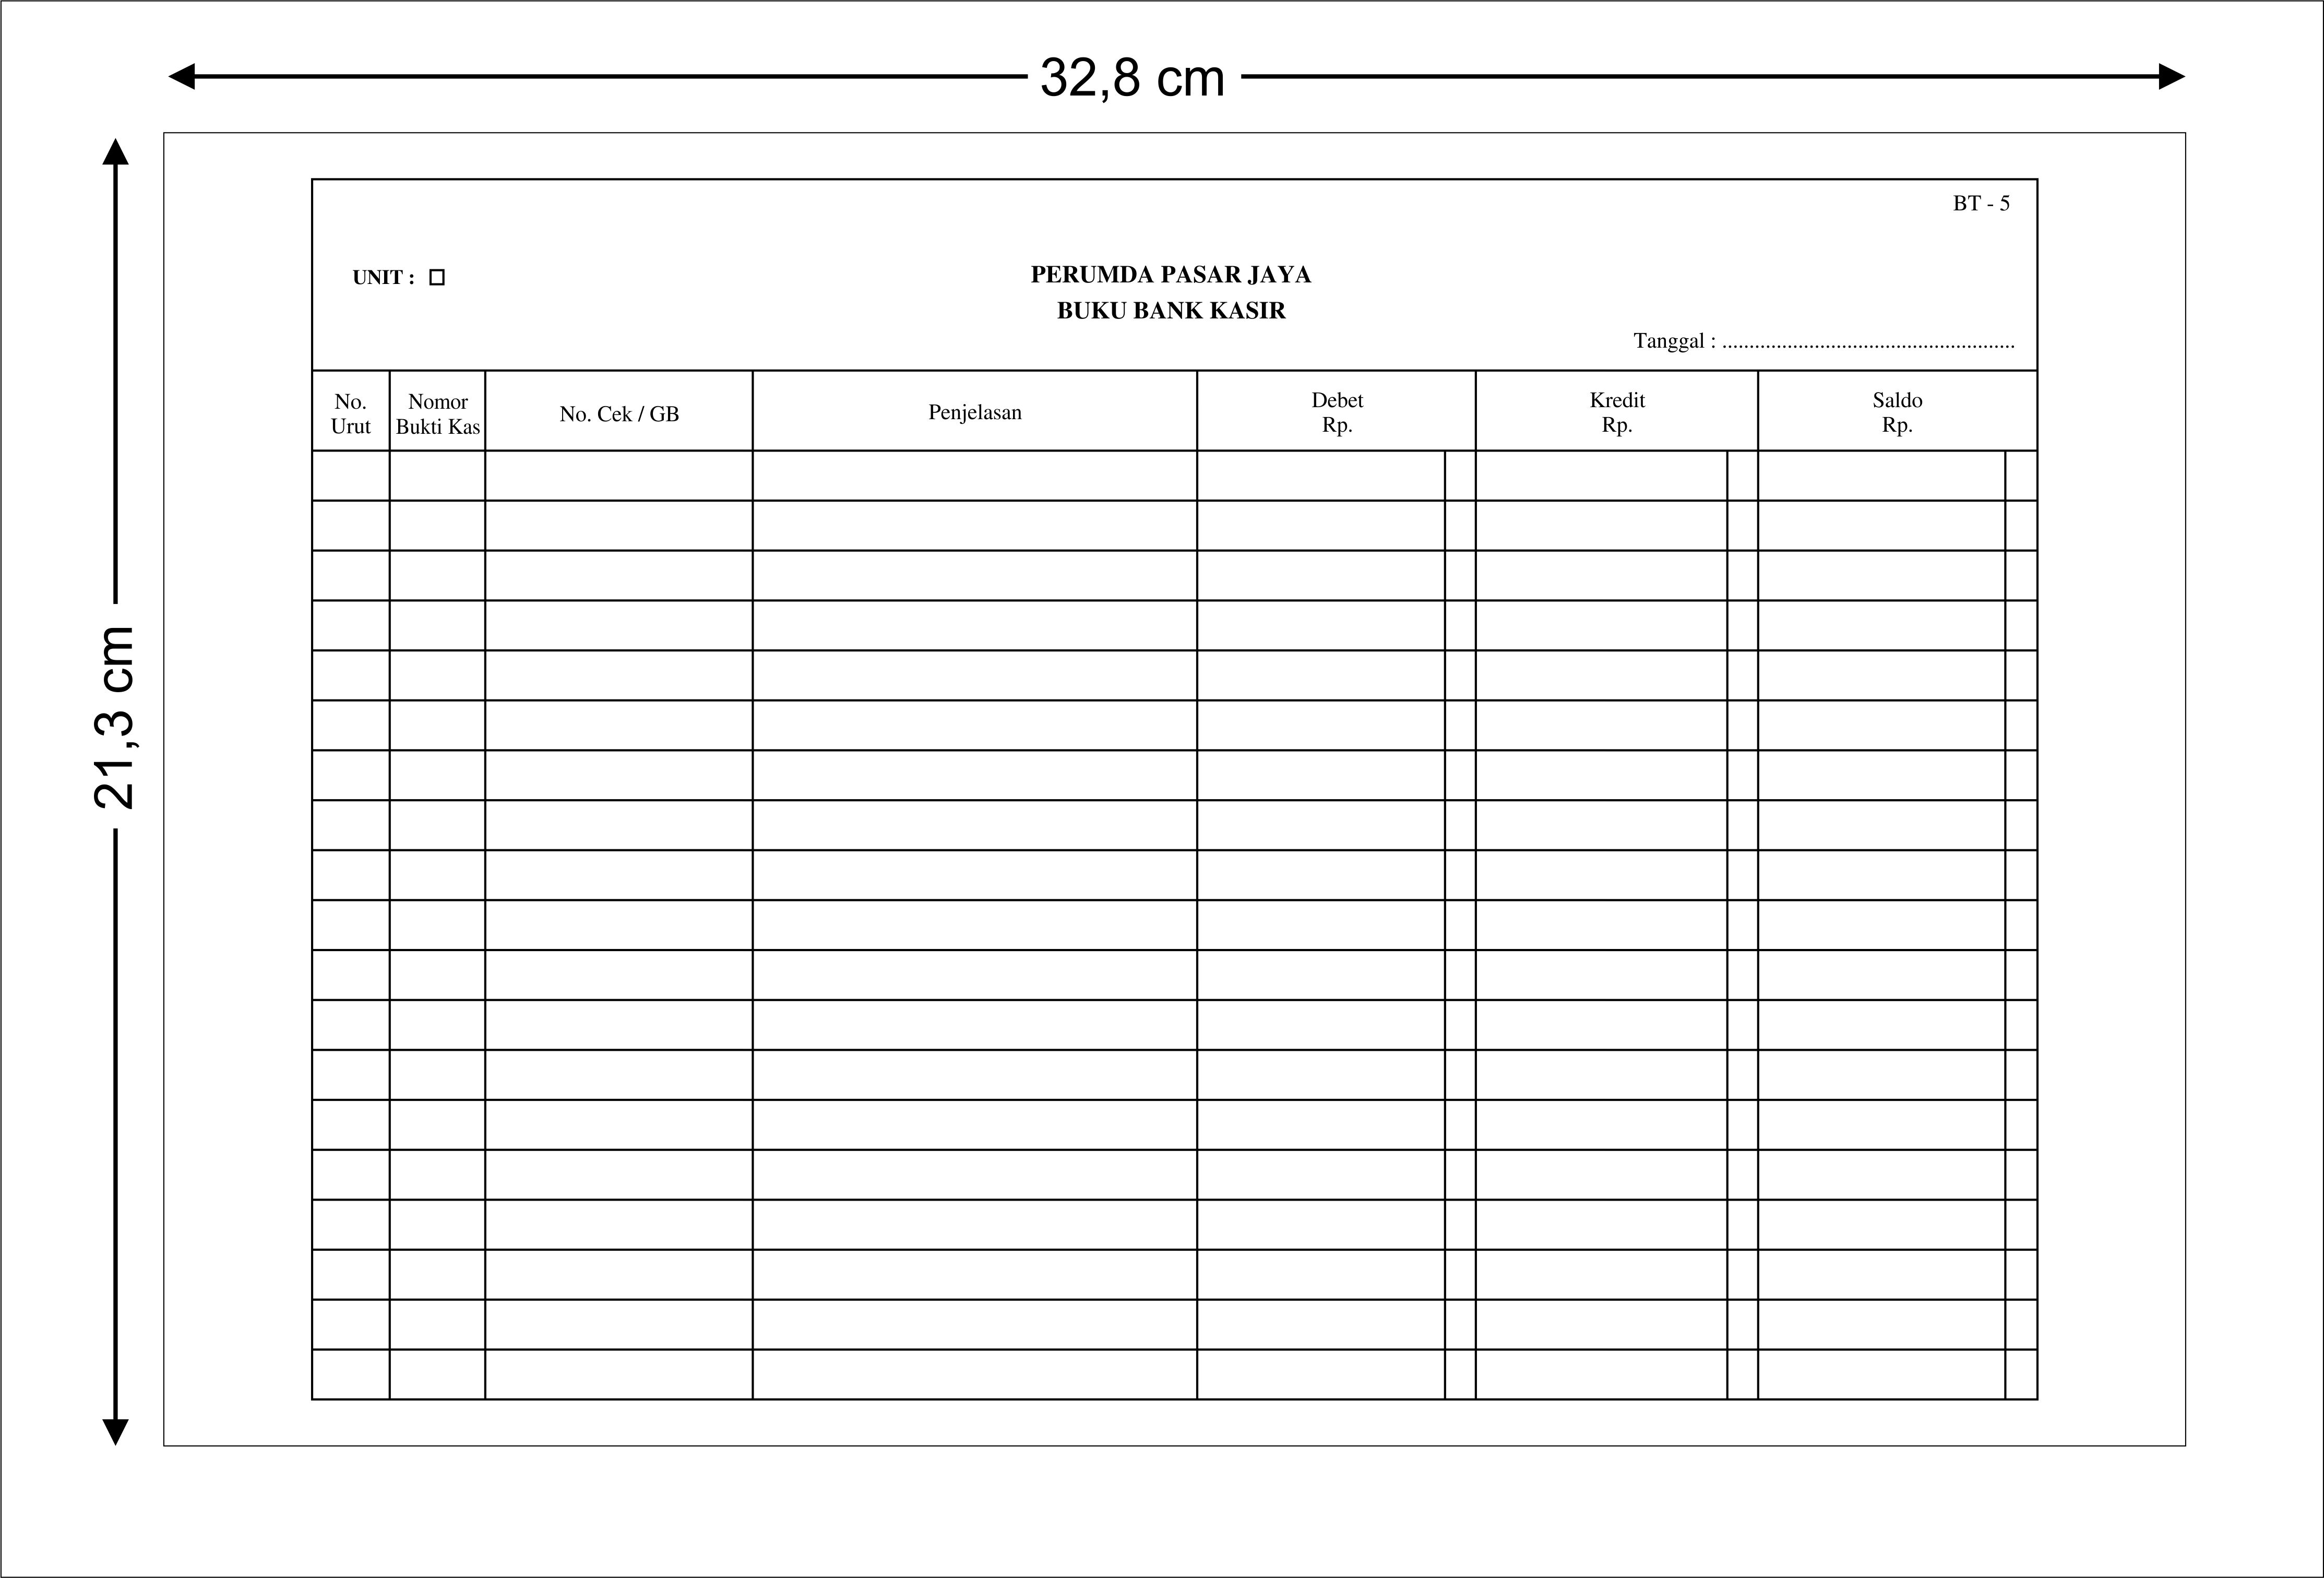 32,8 cm
21,3 cm
BT - 5
UNIT :
PERUMDA PASAR JAYA
BUKU BANK KASIR
Tanggal : ......................................................
No.
Urut
Nomor
Bukti Kas
No. Cek / GB
Penjelasan
Debet
Rp.
Kredit
Rp.
Saldo
Rp.